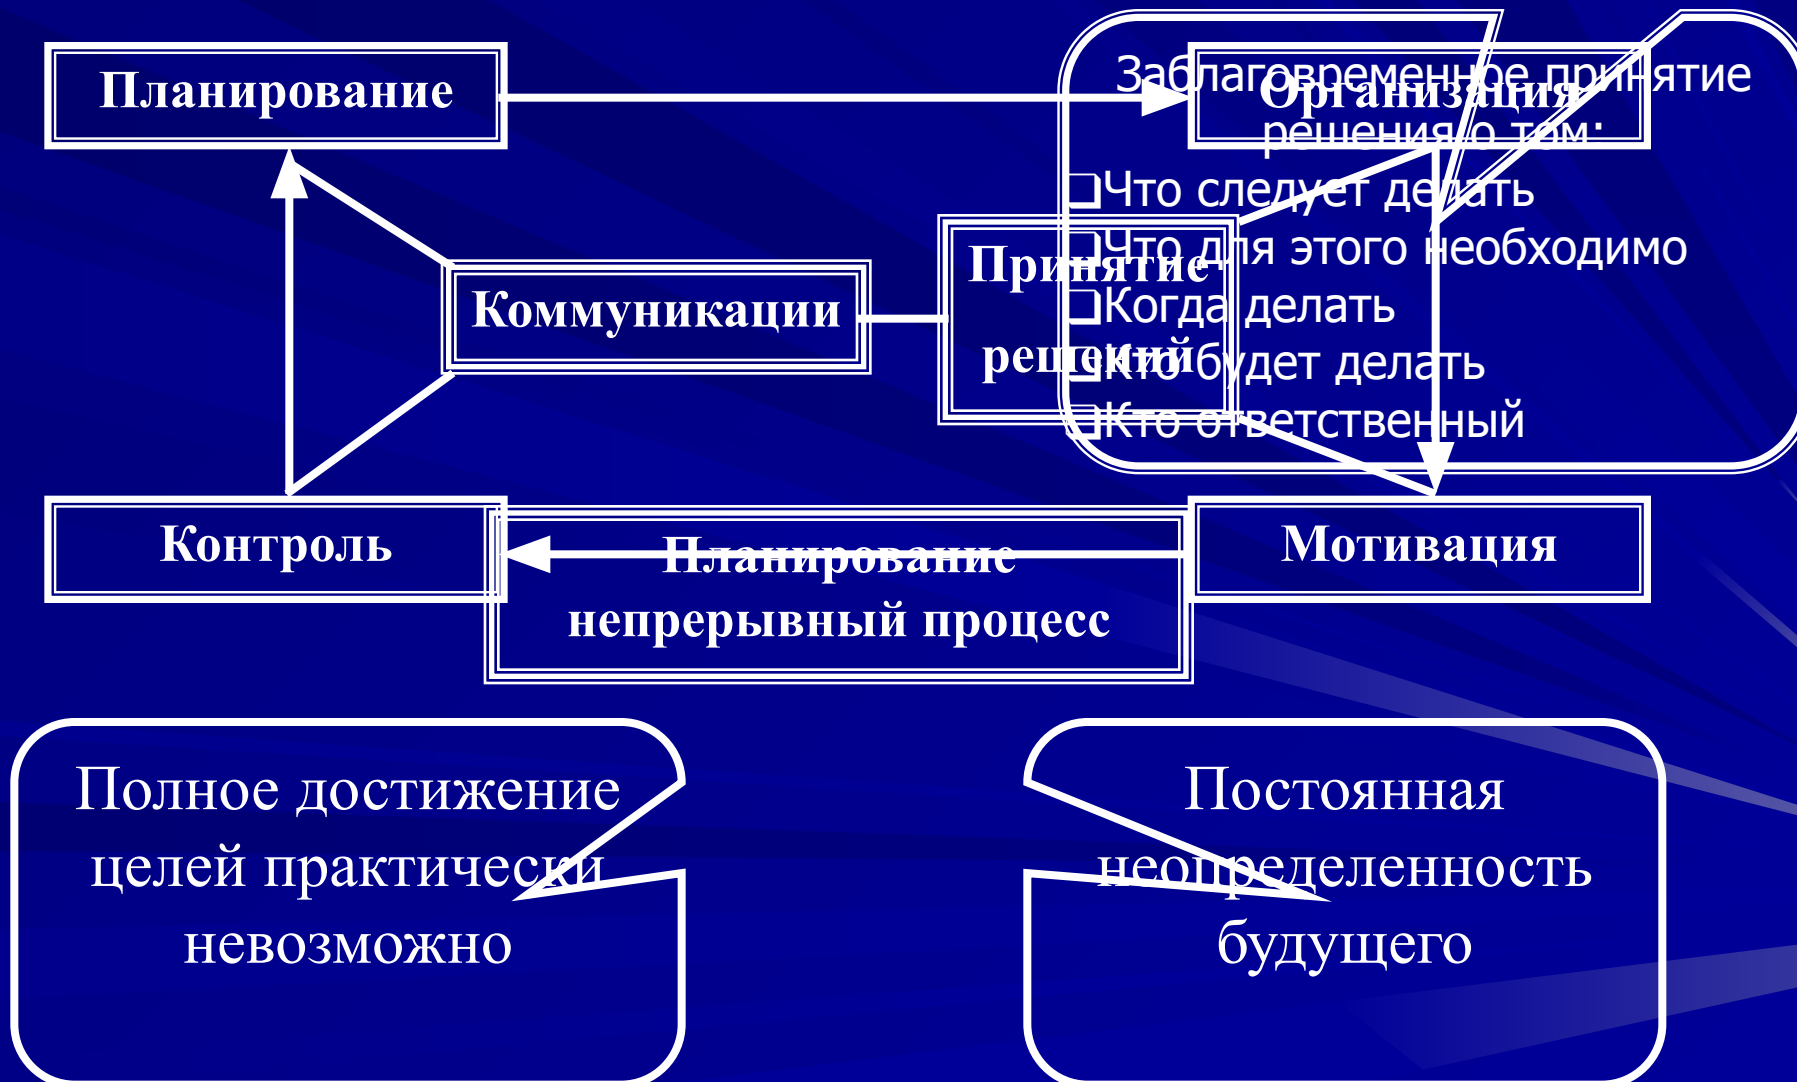 Планирование
Организация
Заблаговременное принятие
решения о том:
Что следует делать
Что для этого необходимо
Когда делать
Кто будет делать
Кто ответственный
Коммуникации
Принятие
решений
Контроль
Мотивация
Планирование
непрерывный процесс
Полное достижение
целей практически
невозможно
Постоянная
неопределенность
будущего